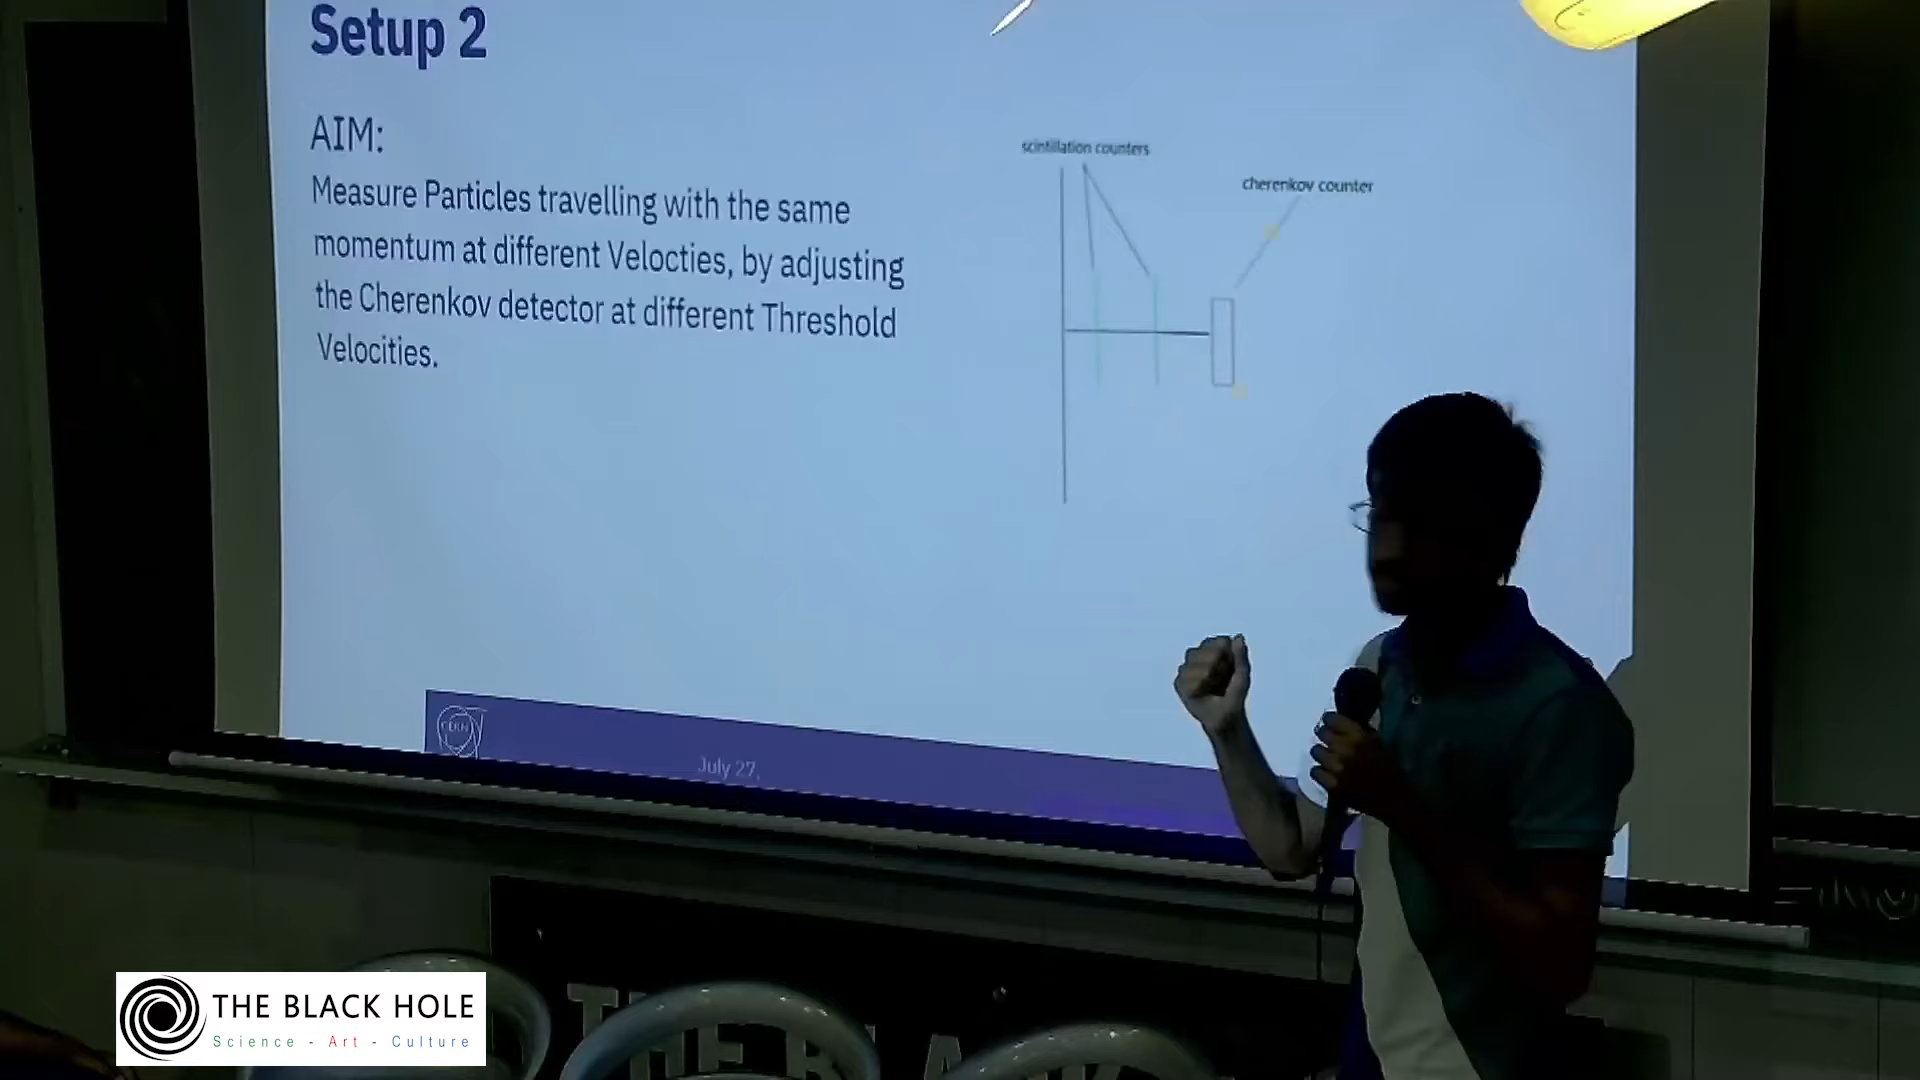 Setup 2
AIM:
Measure Particles travelling with the same
momentum at different Velocties, by adjusting
the Cherenkov detector at different Threshold
Velocities.
scintillation counters
cherenkov counter
CERN
July 27,
THE BLACK HOLE
Science - Art - Culture